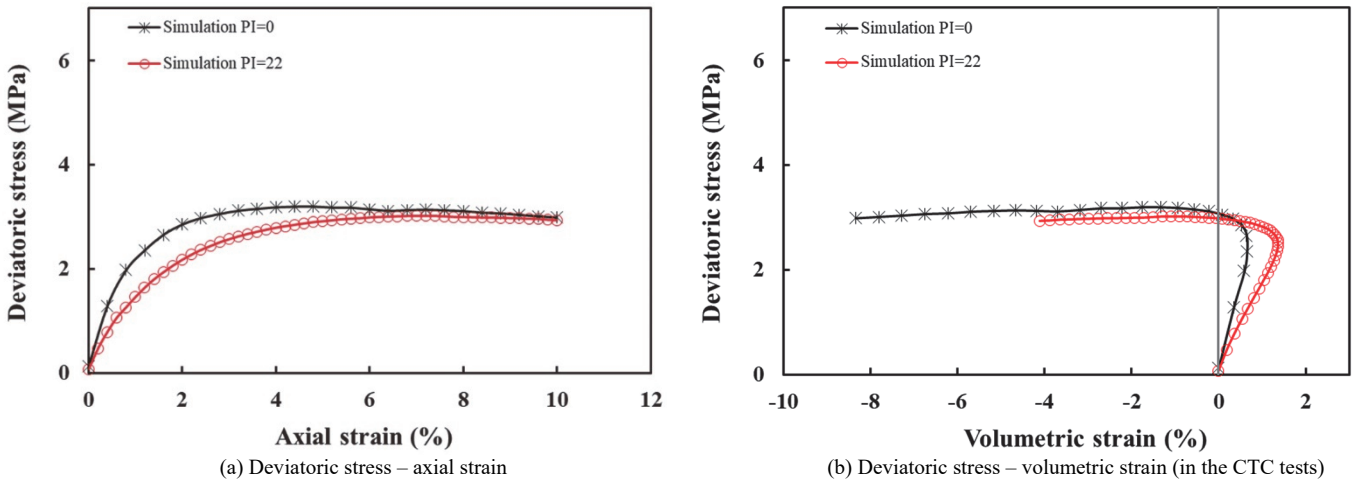 Simulation PI=0
Simulation PI=22
Deviatoric stress (MPa)
6
4
2
0
0 2 4 6 8 10 12
Axial strain (%)
(a) Deviatoric stress – axial strain
Simulation PI=0
Simulation PI=22
Deviatoric stress (MPa)
6
4
2
0
-10 -8 -6 -4 -2 0 2
Volumetric strain (%)
(b) Deviatoric stress – volumetric strain (in the CTC tests)